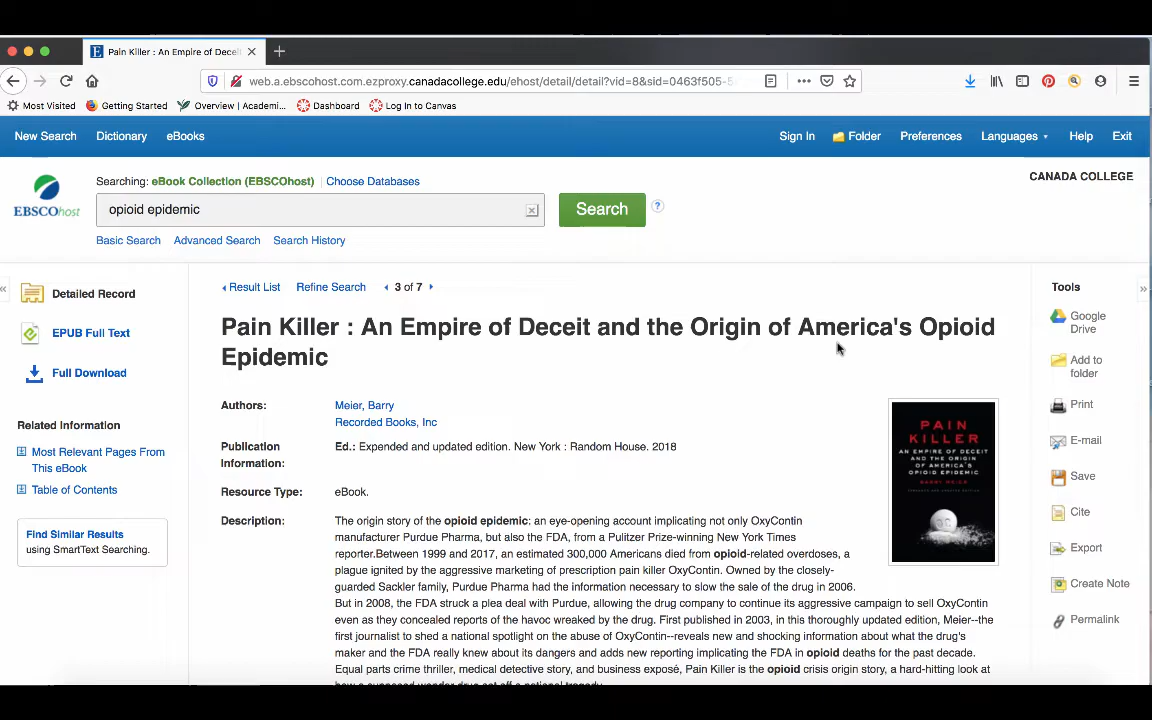 Pain Killer : An Empire of Decei
web.a.ebscohost.com.ezproxy.canadacollege.edu/ehost/detail/detail?vid=8&sid=0463f505-5
Most Visited Getting Started Overview | Academi... Dashboard Log In to Canvas
New Search Dictionary eBooks Sign In Folder Preferences Languages Help Exit
Searching: eBook Collection (EBSCOhost) Choose Databases
CANADA COLLEGE
EBSCOhost
opioid epidemic
Search
Basic Search Advanced Search Search History
Detailed Record
EPUB Full Text
Full Download
Related Information
Most Relevant Pages From
This eBook
Table of Contents
Find Similar Results
using SmartText Searching.
Result List Refine Search 3 of 7
Pain Killer : An Empire of Deceit and the Origin of America's Opioid
Epidemic
Authors: Meier, Barry
Recorded Books, Inc
Publication
Information:
Ed.: Expended and updated edition. New York : Random House. 2018
Resource Type: eBook.
Description: The origin story of the opioid epidemic: an eye-opening account implicating not only OxyContin
manufacturer Purdue Pharma, but also the FDA, from a Pulitzer Prize-winning New York Times
reporter.Between 1999 and 2017, an estimated 300,000 Americans died from opioid-related overdoses, a
plague ignited by the aggressive marketing of prescription pain killer OxyContin. Owned by the closely-
guarded Sackler family, Purdue Pharma had the information necessary to slow the sale of the drug in 2006.
But in 2008, the FDA struck a plea deal with Purdue, allowing the drug company to continue its aggressive campaign to sell OxyContin
even as they concealed reports of the havoc wreaked by the drug. First published in 2003, in this thoroughly updated edition, Meier--the
first journalist to shed a national spotlight on the abuse of OxyContin--reveals new and shocking information about what the drug's
maker and the FDA really knew about its dangers and adds new reporting implicating the FDA in opioid deaths for the past decade.
Equal parts crime thriller, medical detective story, and business exposé, Pain Killer is the opioid crisis origin story, a hard-hitting look at
PAIN
KILLER
AN EMPIRE OF DECEIT
AND THE ORIGIN
OF AMERICA'S
OPIOID EPIDEMIC
BARRY MEIER
Tools
Google
Drive
Add to
folder
Print
E-mail
Save
Cite
Export
Create Note
Permalink